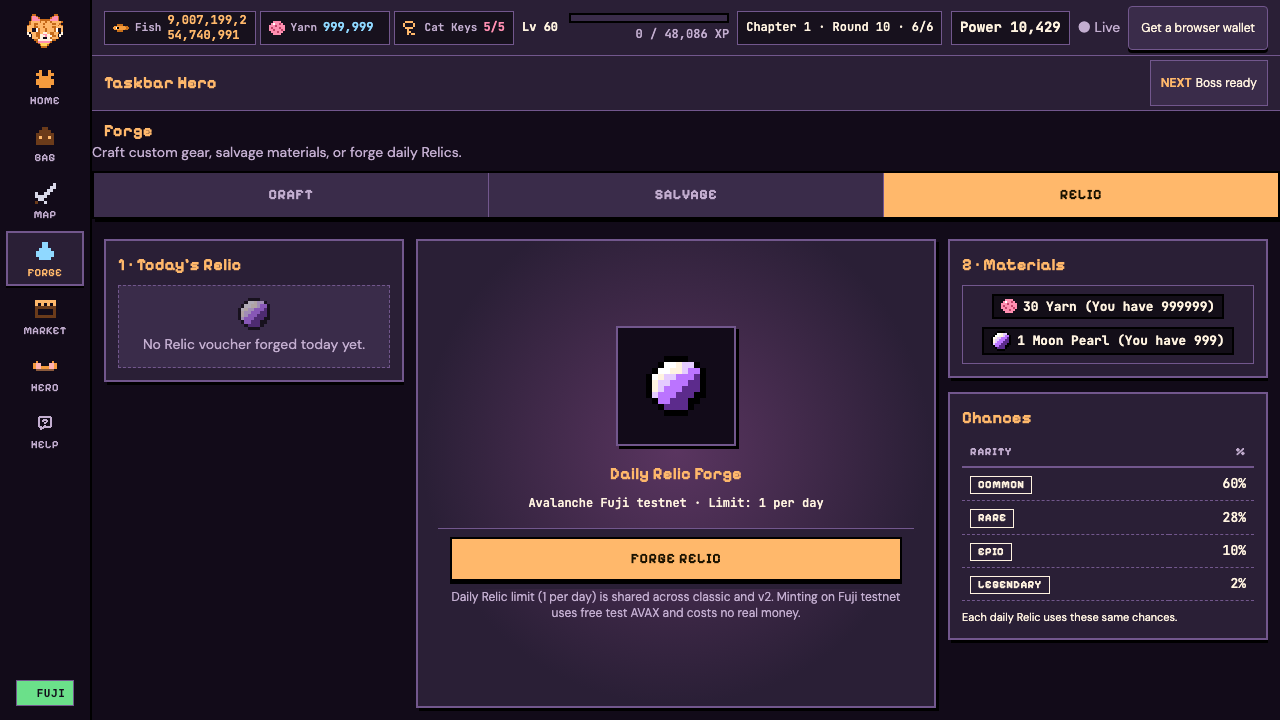 Fish 9,007,199,2
54,740,991
Yarn 999,999
Cat Keys 5/5
Lv 60
0 / 48,086 XP
Chapter 1 · Round 10 · 6/6
Power 10,429
Live
Get a browser wallet
HOME
BAG
MAP
FORGE
MARKET
HERO
HELP
FUJI
Taskbar Hero
NEXT Boss ready
Forge
Craft custom gear, salvage materials, or forge daily Relics.
CRAFT
SALVAGE
RELIC
1 · Today's Relic
No Relic voucher forged today yet.
Daily Relic Forge
Avalanche Fuji testnet · Limit: 1 per day
FORGE RELIC
Daily Relic limit (1 per day) is shared across classic and v2. Minting on Fuji testnet
uses free test AVAX and costs no real money.
2 · Materials
30 Yarn (You have 999999)
1 Moon Pearl (You have 999)
Chances
RARITY %
COMMON 60%
RARE 28%
EPIC 10%
LEGENDARY 2%
Each daily Relic uses these same chances.